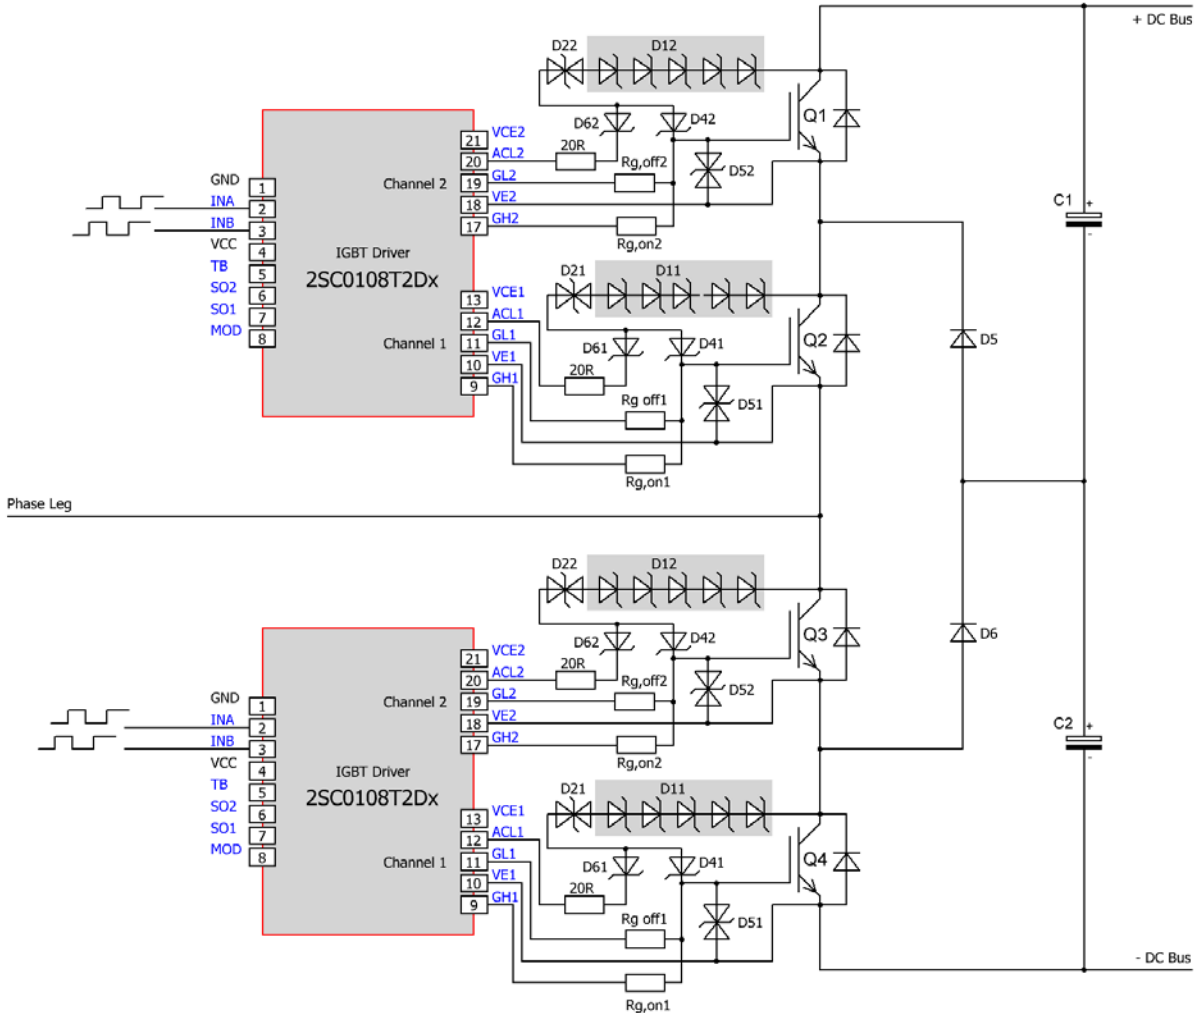 + DC Bus
D22
D12
D62
D42
Q1
20R
Rg,off2
D52
Rg,on2
21 VCE2
20 ACL2
19 GL2
18 VE2
17 GH2
Channel 2
GND 1
INA 2
INB 3
VCC 4
TB 5
SO2 6
SO1 7
MOD 8
IGBT Driver
2SC0108T2Dx
C1
+
-
13 VCE1
12 ACL1
11 GL1
10 VE1
9 GH1
Channel 1
D21
D11
D61
D41
Q2
20R
Rg off1
D51
Rg,on1
D5
Phase Leg
D22
D12
D62
D42
Q3
20R
Rg,off2
D52
Rg,on2
D6
21 VCE2
20 ACL2
19 GL2
18 VE2
17 GH2
Channel 2
GND 1
INA 2
INB 3
VCC 4
TB 5
SO2 6
SO1 7
MOD 8
IGBT Driver
2SC0108T2Dx
C2
+
-
13 VCE1
12 ACL1
11 GL1
10 VE1
9 GH1
Channel 1
D21
D11
D61
D41
Q4
20R
Rg off1
D51
Rg,on1
- DC Bus